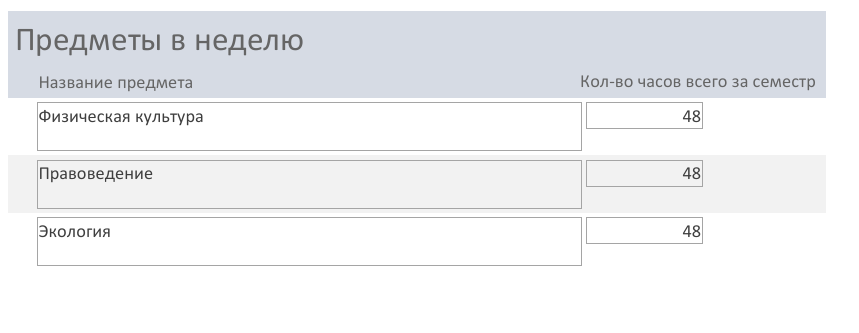 Предметы в неделю
Название предмета Кол-во часов всего за семестр
Физическая культура 48
Правоведение 48
Экология 48